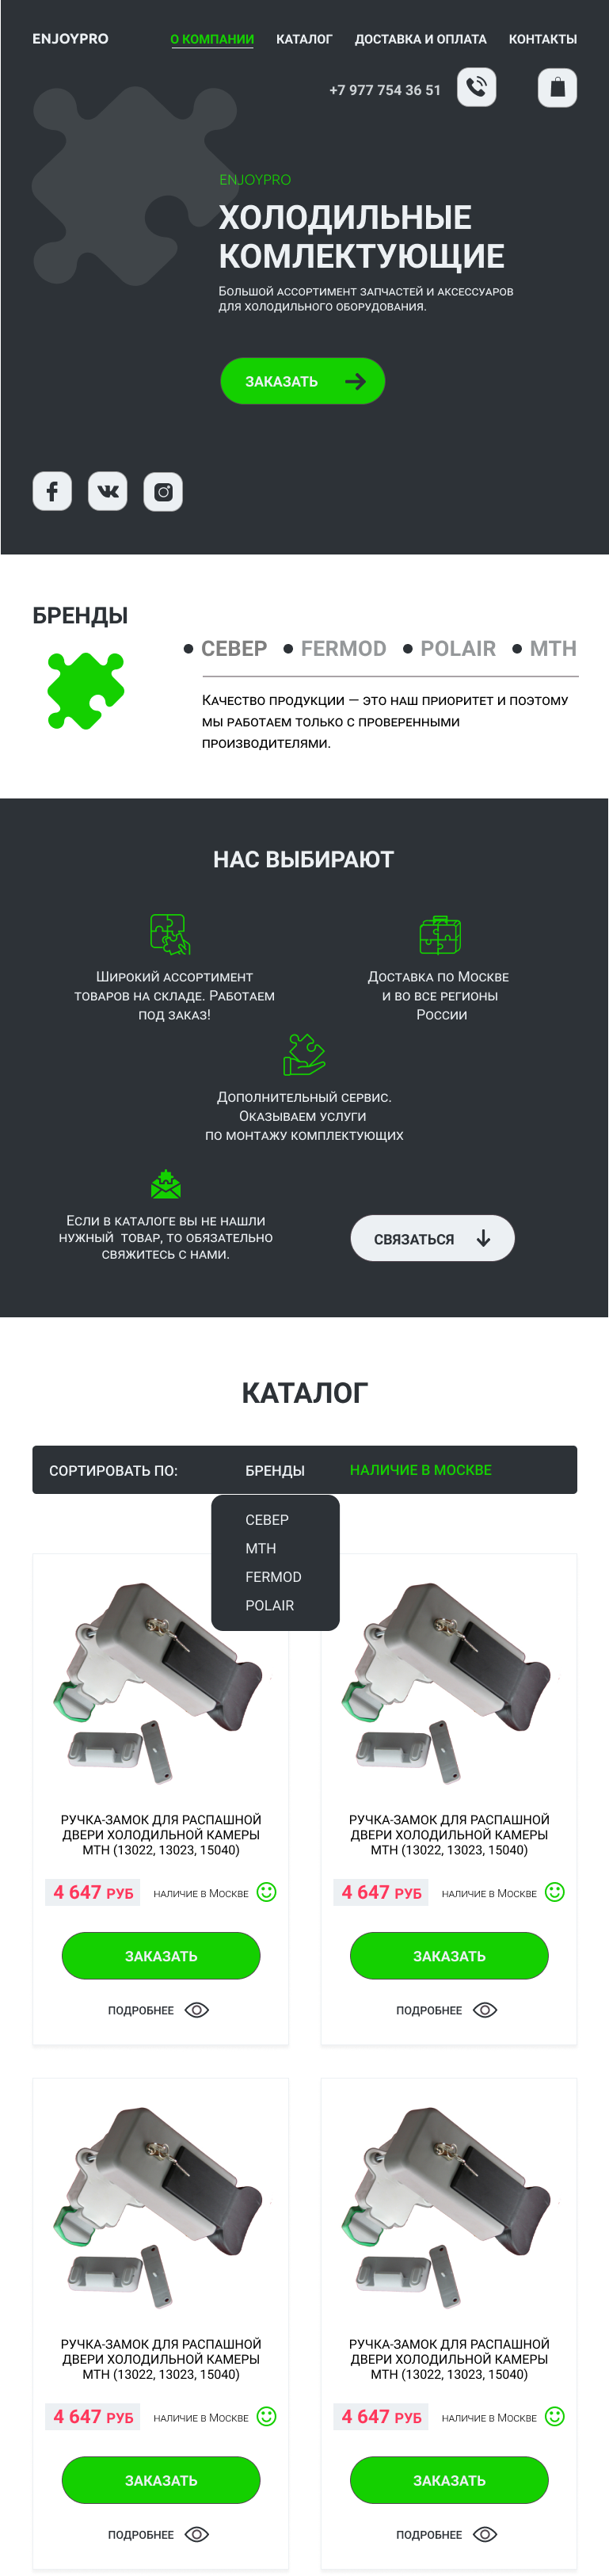 ENJOYPRO
О КОМПАНИИ КАТАЛОГ ДОСТАВКА И ОПЛАТА КОНТАКТЫ
+7 977 754 36 51
ENJOYPRO
ХОЛОДИЛЬНЫЕ
КОМЛЕКТУЮЩИЕ
Большой ассортимент запчастей и аксессуаров
для холодильного оборудования.
ЗАКАЗАТЬ
БРЕНДЫ
СЕВЕР FERMOD POLAIR МТН
Качество продукции — это наш приоритет и поэтому
мы работаем только с проверенными
производителями.
НАС ВЫБИРАЮТ
Широкий ассортимент
товаров на складе. Работаем
под заказ!
Доставка по Москве
и во все регионы
России
Дополнительный сервис.
Оказываем услуги
по монтажу комплектующих
Если в каталоге вы не нашли
нужный товар, то обязательно
свяжитесь с нами.
СВЯЗАТЬСЯ
КАТАЛОГ
СОРТИРОВАТЬ ПО: БРЕНДЫ НАЛИЧИЕ В МОСКВЕ
СЕВЕР
МТН
FERMOD
POLAIR
РУЧКА-ЗАМОК ДЛЯ РАСПАШНОЙ
ДВЕРИ ХОЛОДИЛЬНОЙ КАМЕРЫ
МТН (13022, 13023, 15040)
4 647 РУБ наличие в Москве
ЗАКАЗАТЬ
ПОДРОБНЕЕ
РУЧКА-ЗАМОК ДЛЯ РАСПАШНОЙ
ДВЕРИ ХОЛОДИЛЬНОЙ КАМЕРЫ
МТН (13022, 13023, 15040)
4 647 РУБ наличие в Москве
ЗАКАЗАТЬ
ПОДРОБНЕЕ
РУЧКА-ЗАМОК ДЛЯ РАСПАШНОЙ
ДВЕРИ ХОЛОДИЛЬНОЙ КАМЕРЫ
МТН (13022, 13023, 15040)
4 647 РУБ наличие в Москве
ЗАКАЗАТЬ
ПОДРОБНЕЕ
РУЧКА-ЗАМОК ДЛЯ РАСПАШНОЙ
ДВЕРИ ХОЛОДИЛЬНОЙ КАМЕРЫ
МТН (13022, 13023, 15040)
4 647 РУБ наличие в Москве
ЗАКАЗАТЬ
ПОДРОБНЕЕ